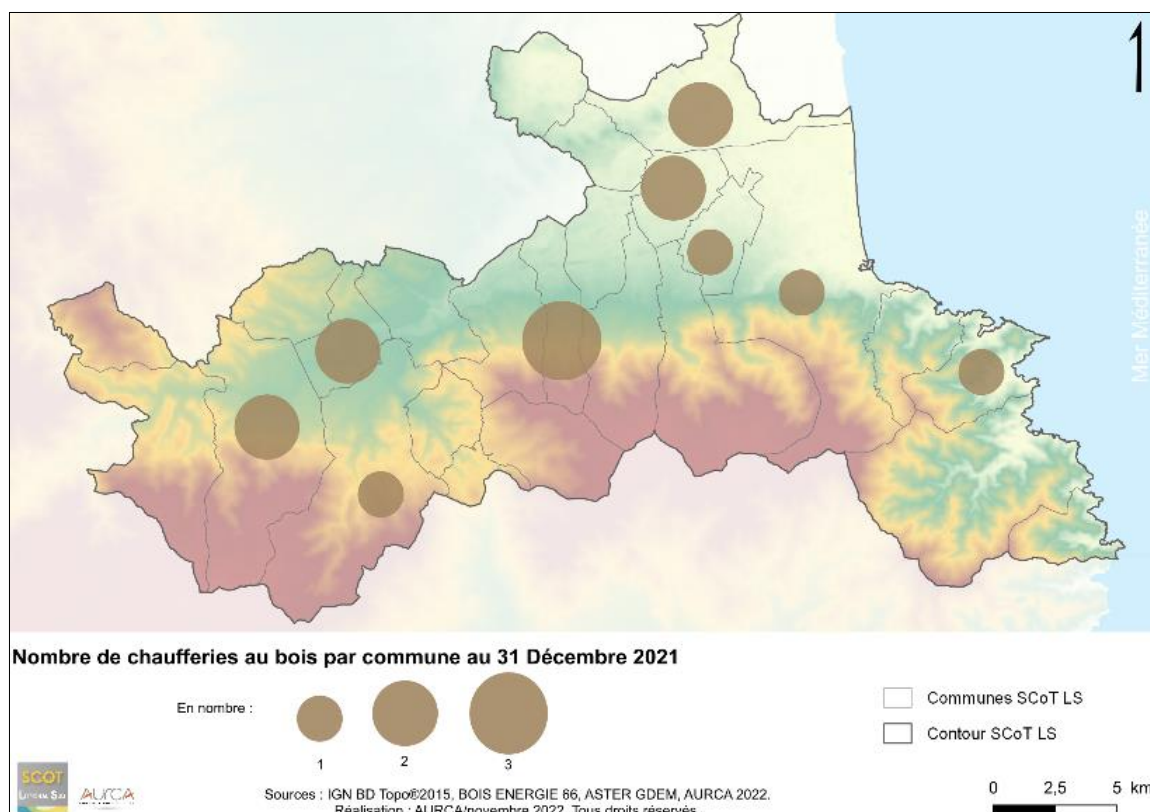 Mer Méditerranée
Nombre de chaufferies au bois par commune au 31 Décembre 2021
En nombre :
1
2
3
Communes SCoT LS
Contour SCoT LS
SCOT
LITTORAL SUD
AURCA
Sources : IGN BD Topo®2015, BOIS ENERGIE 66, ASTER GDEM, AURCA 2022.
Réalisation : AURCA/novembre 2022. Tous droits réservés
0 2,5 5 km